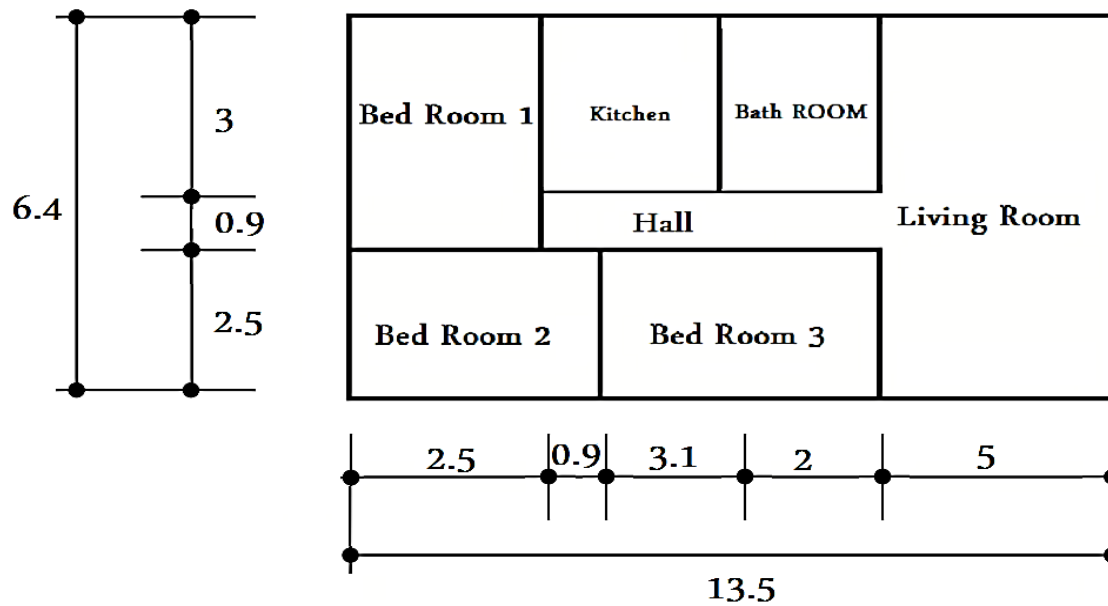 3
Bed Room 1
Kitchen
Bath ROOM
6.4
0.9
Hall
Living Room
2.5
Bed Room 2
Bed Room 3
2.5
0.9
3.1
2
5
13.5